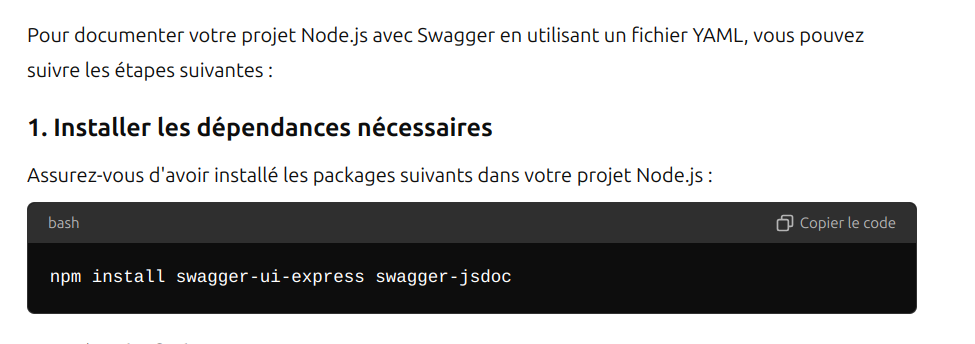 Pour documenter votre projet Node.js avec Swagger en utilisant un fichier YAML, vous pouvez
suivre les étapes suivantes :
1. Installer les dépendances nécessaires
Assurez-vous d'avoir installé les packages suivants dans votre projet Node.js :
bash
Copier le code
npm install swagger-ui-express swagger-jsdoc